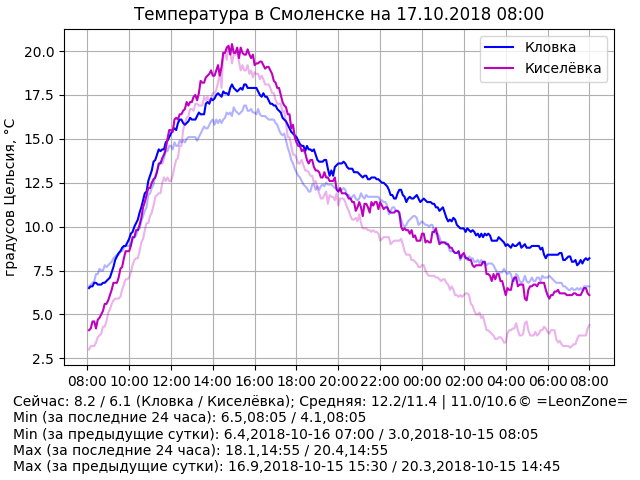 Температура в Смоленске на 17.10.2018 08:00
Кловка
Киселёвка
градусов Цельсия, °C
20.0
17.5
15.0
12.5
10.0
7.5
5.0
2.5
08:00 10:00 12:00 14:00 16:00 18:00 20:00 22:00 00:00 02:00 04:00 06:00 08:00
Сейчас: 8.2 / 6.1 (Кловка / Киселёвка); Средняя: 12.2/11.4 | 11.0/10.6© =LeonZone=
Min (за последние 24 часа): 6.5,08:05 / 4.1,08:05
Min (за предыдущие сутки): 6.4,2018-10-16 07:00 / 3.0,2018-10-15 08:05
Max (за последние 24 часа): 18.1,14:55 / 20.4,14:55
Max (за предыдущие сутки): 16.9,2018-10-15 15:30 / 20.3,2018-10-15 14:45